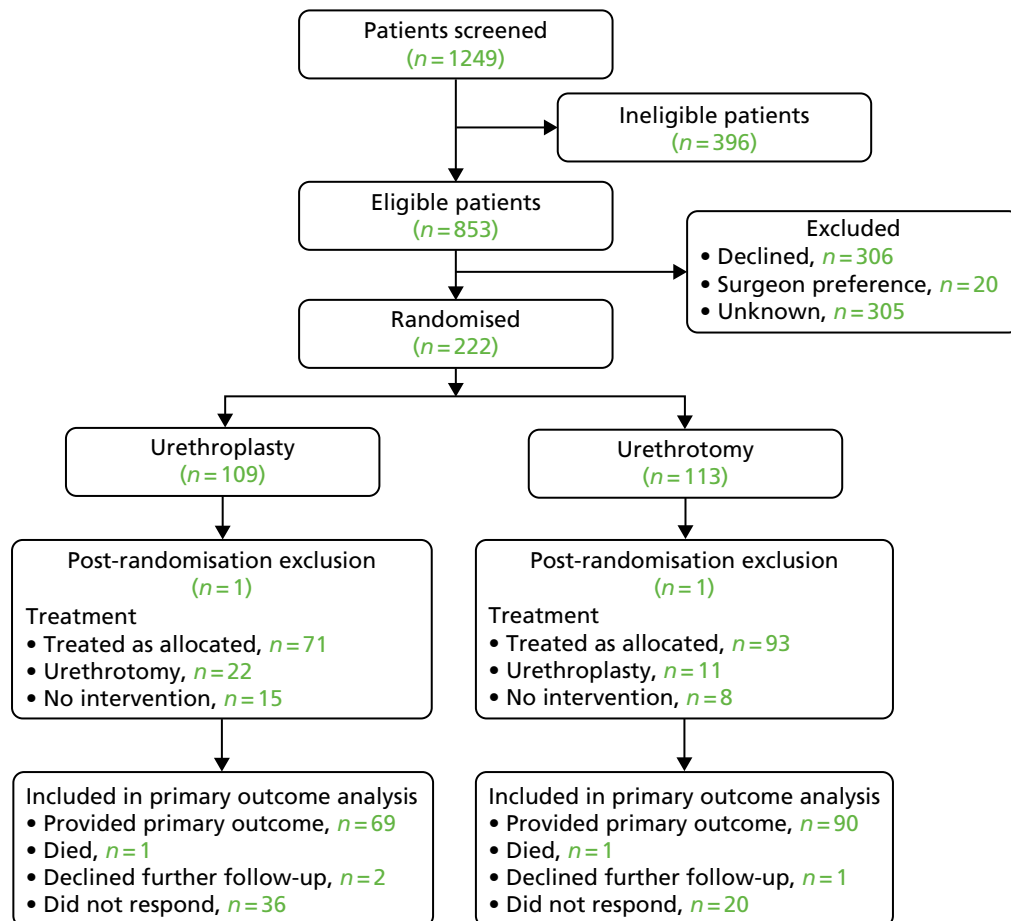 Patients screened
(n=1249)
Ineligible patients
(n=396)
Eligible patients
(n=853)
Excluded
• Declined, n=306
• Surgeon preference, n=20
• Unknown, n=305
Randomised
(n=222)
Urethroplasty
(n=109)
Urethrotomy
(n=113)
Post-randomisation exclusion
(n=1)
Treatment
• Treated as allocated, n=71
• Urethrotomy, n=22
• No intervention, n=15
Post-randomisation exclusion
(n=1)
Treatment
• Treated as allocated, n=93
• Urethroplasty, n=11
• No intervention, n=8
Included in primary outcome analysis
• Provided primary outcome, n=69
• Died, n=1
• Declined further follow-up, n=2
• Did not respond, n=36
Included in primary outcome analysis
• Provided primary outcome, n=90
• Died, n=1
• Declined further follow-up, n=1
• Did not respond, n=20